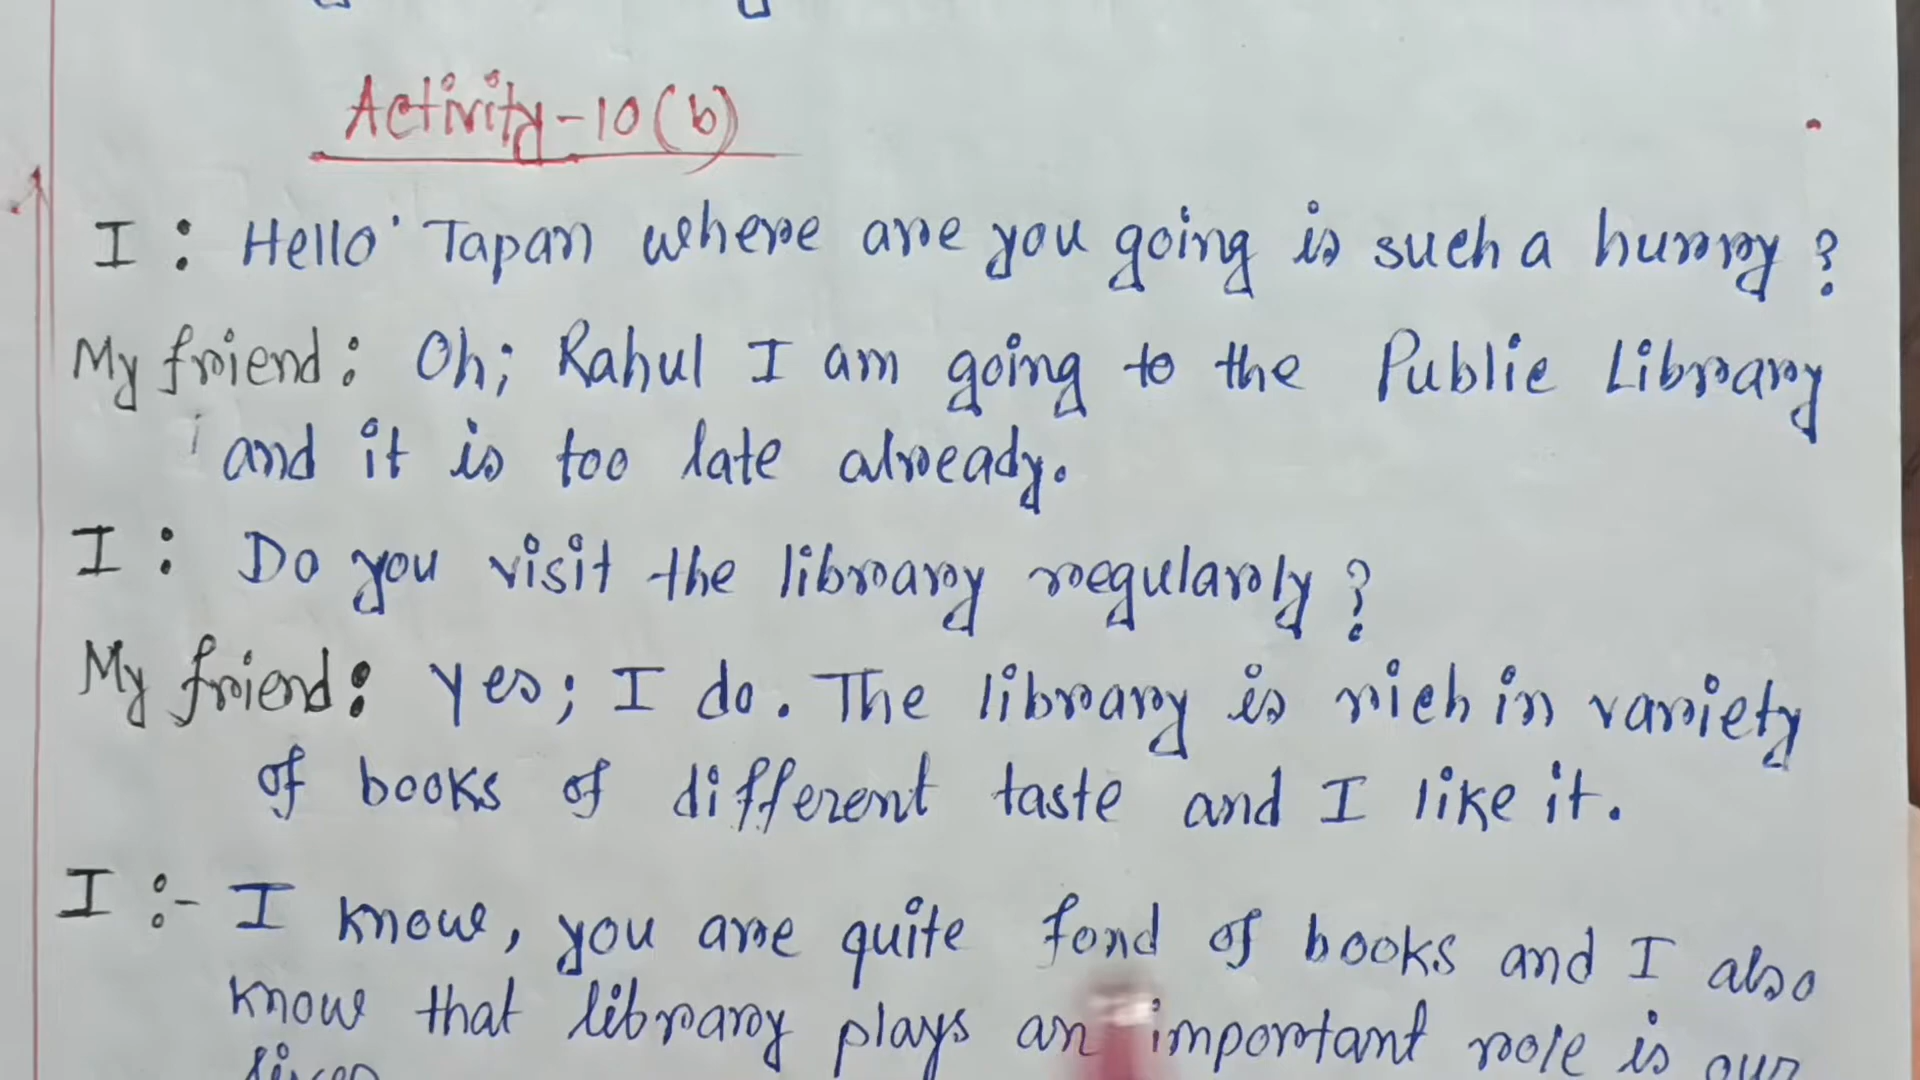 Activity-10(b)
I : Hello' Tapan where are you going is such a hurry?
My friend: Oh; Rahul I am going to the Public Library
and it is too late already.
I : Do you visit the library regularly?
My friend: Yes; I do. The library is rich in variety
of books of different taste and I like it.
I :- I know, you are quite fond of books and I also
know that library plays an important role is our